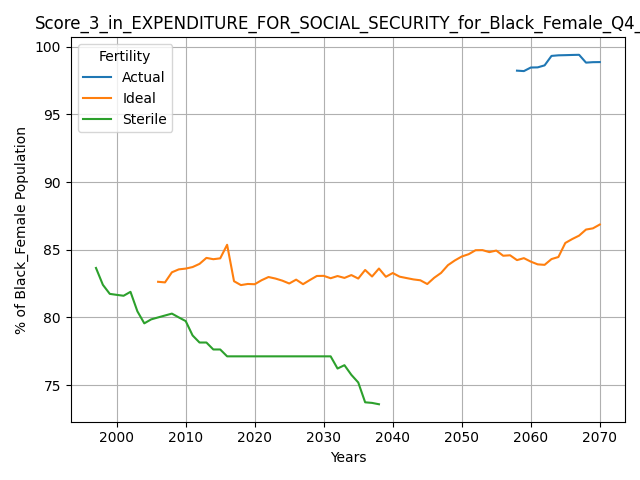 Score_3_in_EXPENDITURE_FOR_SOCIAL_SECURITY_for_Black_Female_Q4_
Fertility
Actual
Ideal
Sterile
100
95
90
85
80
75
% of Black_Female Population
2000 2010 2020 2030 2040 2050 2060 2070
Years